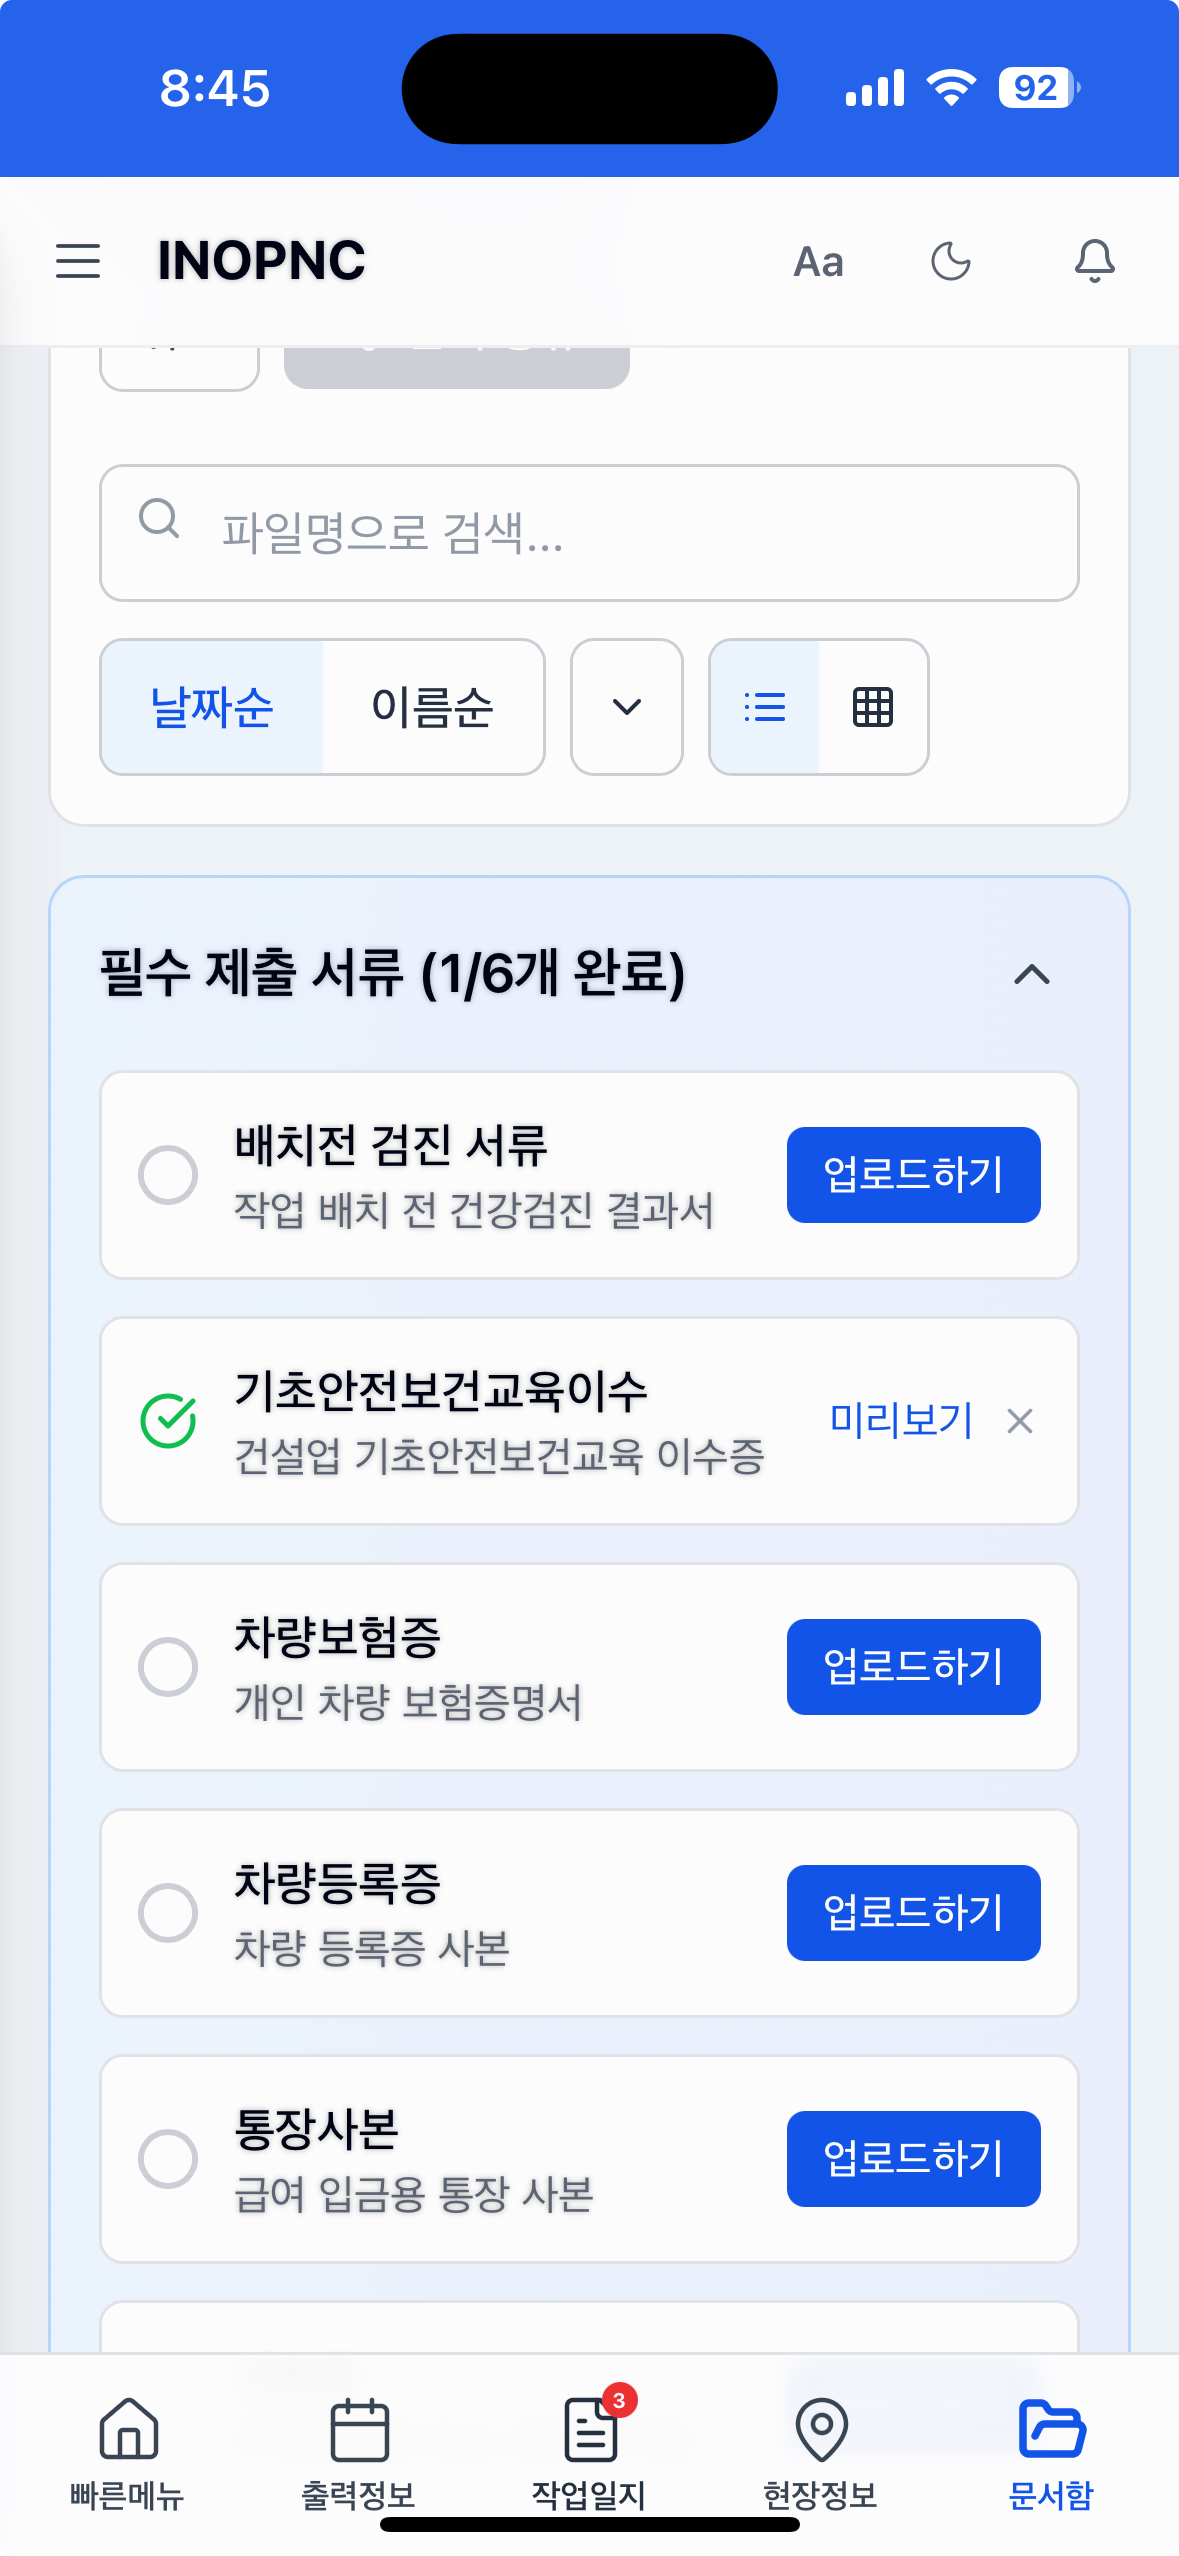 8:45
92
INOPNC
Aa
파일명으로 검색...
날짜순
이름순
필수 제출 서류 (1/6개 완료)
배치전 검진 서류
작업 배치 전 건강검진 결과서
업로드하기
기초안전보건교육이수
건설업 기초안전보건교육 이수증
미리보기
차량보험증
개인 차량 보험증명서
업로드하기
차량등록증
차량 등록증 사본
업로드하기
통장사본
급여 입금용 통장 사본
업로드하기
3
빠른메뉴
출력정보
작업일지
현장정보
문서함